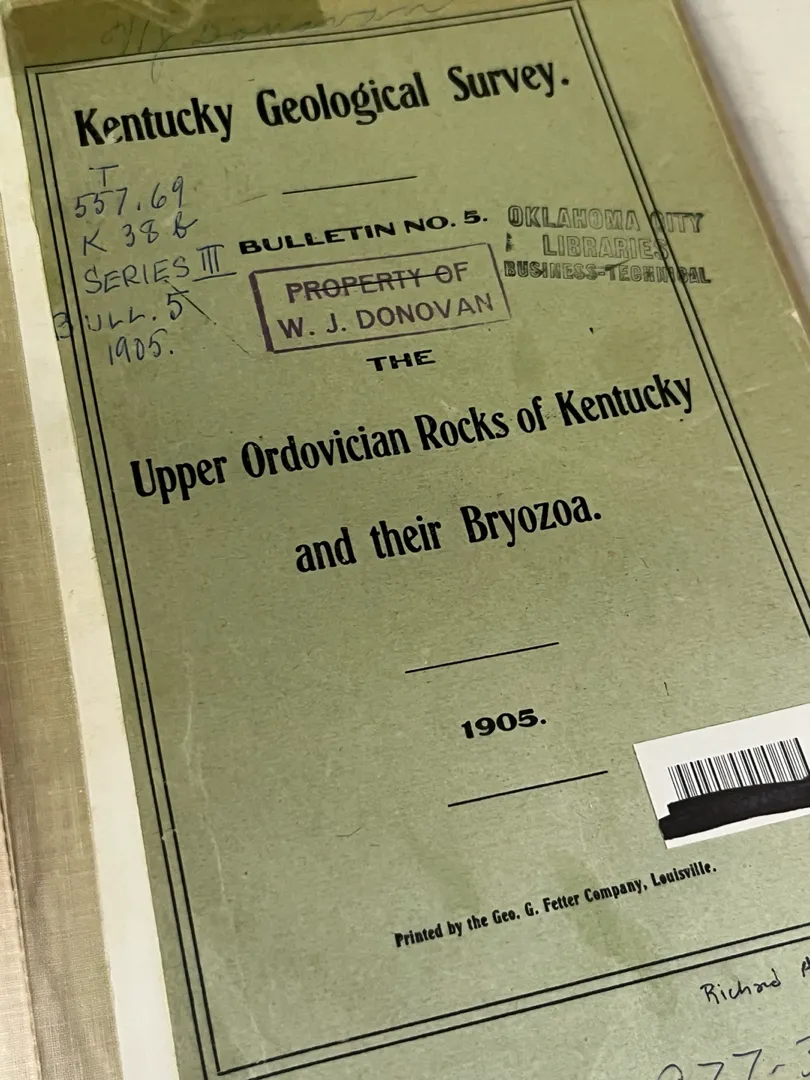 Kentucky Geological Survey.
T
557.69
K 38 b
SERIES III
BULL. 5
1905.
BULLETIN NO. 5.
OKLAHOMA CITY
LIBRARIES
BUSINESS-TECHNICAL
PROPERTY OF
W. J. DONOVAN
THE
Upper Ordovician Rocks of Kentucky
and their Bryozoa.
1905.
Printed by the Geo. G. Fetter Company, Louisville.
Richard